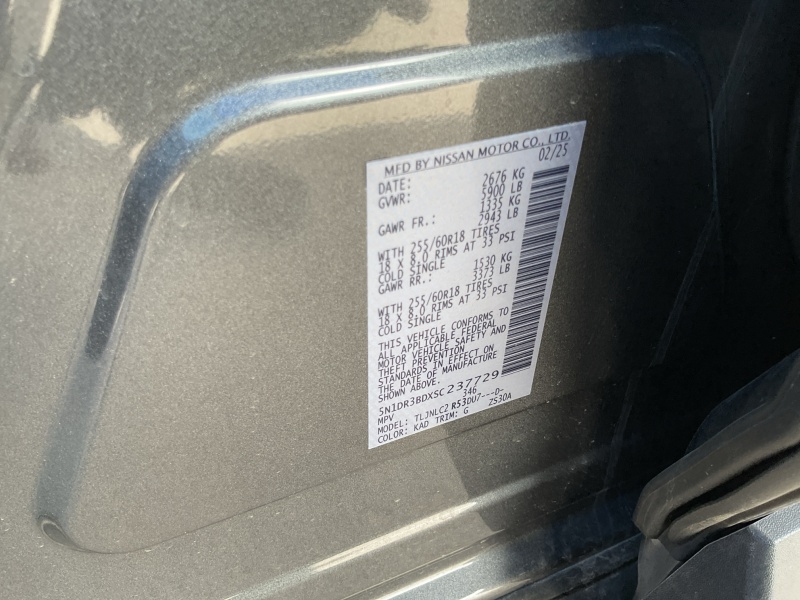 MFD BY NISSAN MOTOR CO., LTD.
DATE: 02/25
GVWR: 2676 KG
5900 LB
GAWR FR.: 1335 KG
2943 LB
WITH 255/60R18 TIRES
18 X 8.0 RIMS AT 33 PSI
COLD SINGLE
GAWR RR.: 1530 KG
3373 LB
WITH 255/60R18 TIRES
18 X 8.0 RIMS AT 33 PSI
COLD SINGLE
THIS VEHICLE CONFORMS TO
ALL APPLICABLE FEDERAL
MOTOR VEHICLE SAFETY AND
THEFT PREVENTION
STANDARDS IN EFFECT ON
THE DATE OF MANUFACTURE
SHOWN ABOVE.
5N1DR3BDXSC237729
MPV 346
MODEL: TLJNLC2 R53DU7---D-
COLOR: KAD TRIM: G ZS30A